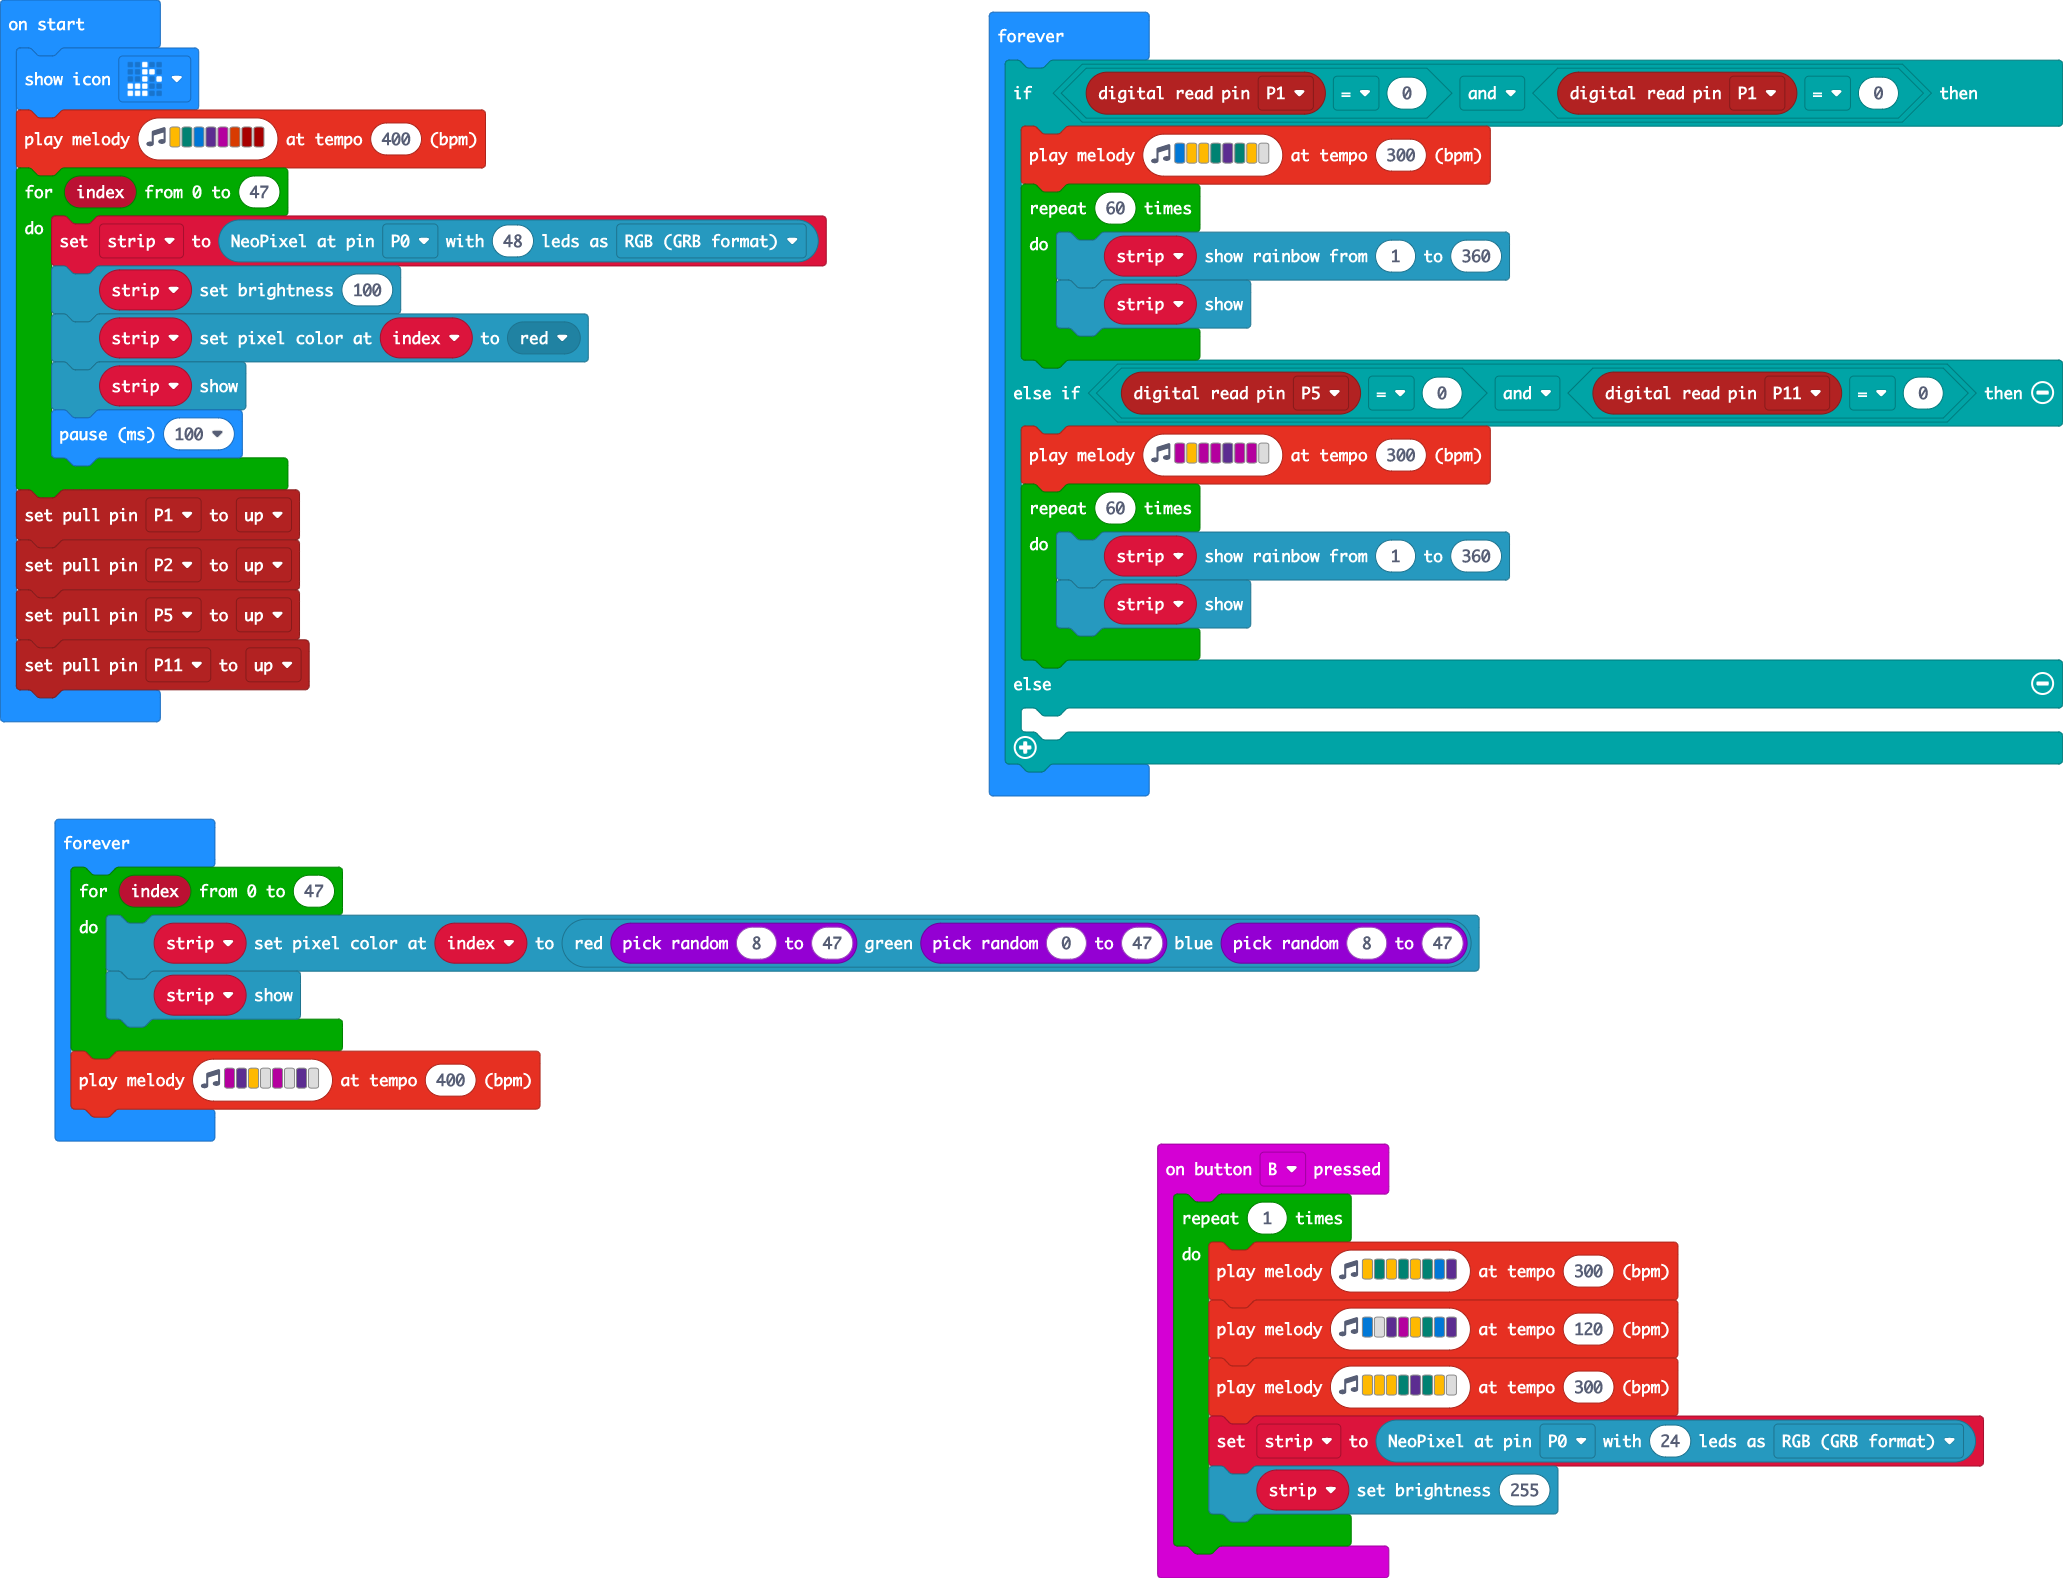 on start
show icon
play melody at tempo 400 (bpm)
for index from 0 to 47
do set strip to NeoPixel at pin P0 with 48 leds as RGB (GRB format)
strip set brightness 100
strip set pixel color at index to red
strip show
pause (ms) 100
set pull pin P1 to up
set pull pin P2 to up
set pull pin P5 to up
set pull pin P11 to up
forever
if digital read pin P1 = 0 and digital read pin P1 = 0 then
play melody at tempo 300 (bpm)
repeat 60 times
do strip show rainbow from 1 to 360
strip show
else if digital read pin P5 = 0 and digital read pin P11 = 0 then
play melody at tempo 300 (bpm)
repeat 60 times
do strip show rainbow from 1 to 360
strip show
else
forever
for index from 0 to 47
do strip set pixel color at index to red pick random 8 to 47 green pick random 0 to 47 blue pick random 8 to 47
strip show
play melody at tempo 400 (bpm)
on button B pressed
repeat 1 times
do play melody at tempo 300 (bpm)
play melody at tempo 120 (bpm)
play melody at tempo 300 (bpm)
set strip to NeoPixel at pin P0 with 24 leds as RGB (GRB format)
strip set brightness 255